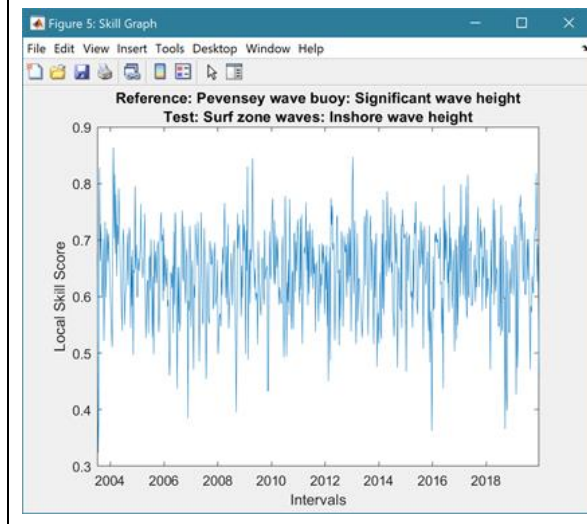 Figure 5: Skill Graph
File Edit View Insert Tools Desktop Window Help
Reference: Pevensey wave buoy: Significant wave height
Test: Surf zone waves: Inshore wave height
0.9
0.8
0.7
0.6
0.5
0.4
0.3
Local Skill Score
2004 2006 2008 2010 2012 2014 2016 2018
Intervals